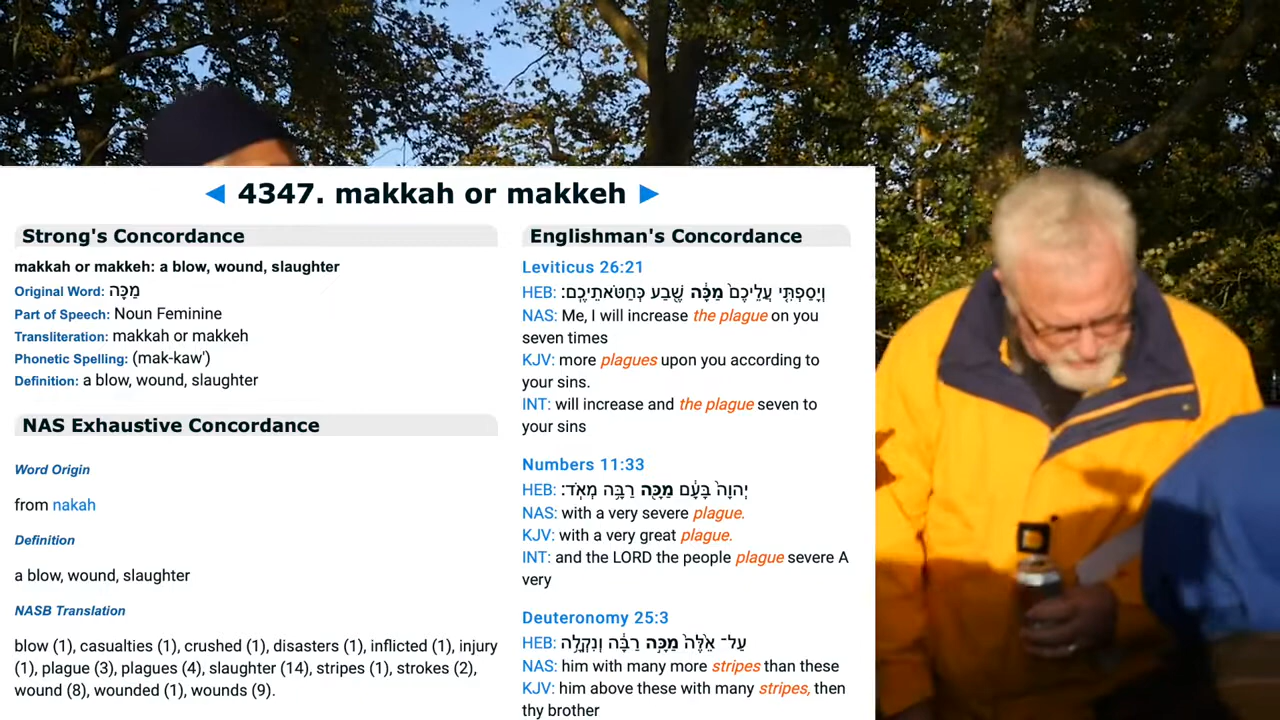 ◄ 4347. makkah or makkeh ►
Strong's Concordance
makkah or makkeh: a blow, wound, slaughter
Original Word: מַכָּה
Part of Speech: Noun Feminine
Transliteration: makkah or makkeh
Phonetic Spelling: (mak-kaw')
Definition: a blow, wound, slaughter
NAS Exhaustive Concordance
Word Origin
from nakah
Definition
a blow, wound, slaughter
NASB Translation
blow (1), casualties (1), crushed (1), disasters (1), inflicted (1), injury
(1), plague (3), plagues (4), slaughter (14), stripes (1), strokes (2),
wound (8), wounded (1), wounds (9).
Englishman's Concordance
Leviticus 26:21
HEB: וְיָסַפְתִּ֤י עֲלֵיכֶם֙ מַכָּ֔ה שֶׁ֖בַע כְּחַטֹּאתֵיכֶֽם׃
NAS: Me, I will increase the plague on you
seven times
KJV: more plagues upon you according to
your sins.
INT: will increase and the plague seven to
your sins
Numbers 11:33
HEB: יְהוָה֙ בָּעָ֔ם מַכָּ֖ה רַבָּ֥ה מְאֹֽד׃
NAS: with a very severe plague.
KJV: with a very great plague.
INT: and the LORD the people plague severe A
very
Deuteronomy 25:3
HEB: עַל־ אֵ֙לֶּה֙ מַכָּ֣ה רַבָּ֔ה וְנִקְלָ֥ה
NAS: him with many more stripes than these
KJV: him above these with many stripes, then
thy brother